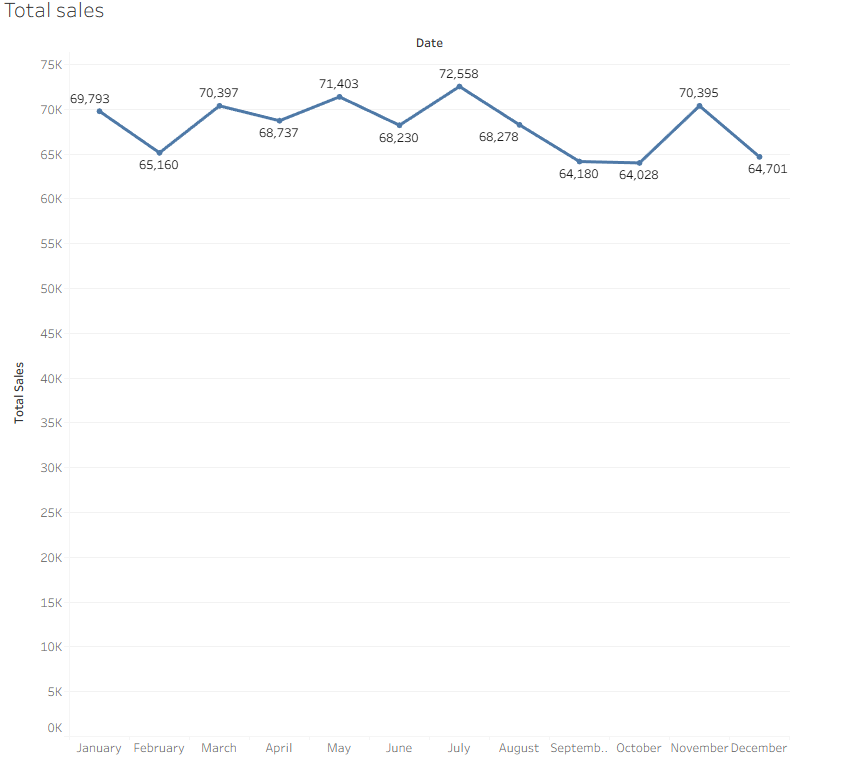 Total sales
Date
75K
72,558
71,403
70,397
70,395
69,793
70K
68,737
68,230
68,278
65,160
65K
64,180
64,028
64,701
60K
55K
50K
45K
40K
Total Sales
35K
30K
25K
20K
15K
10K
5K
0K
January February March April May June July August Septemb.. October November December